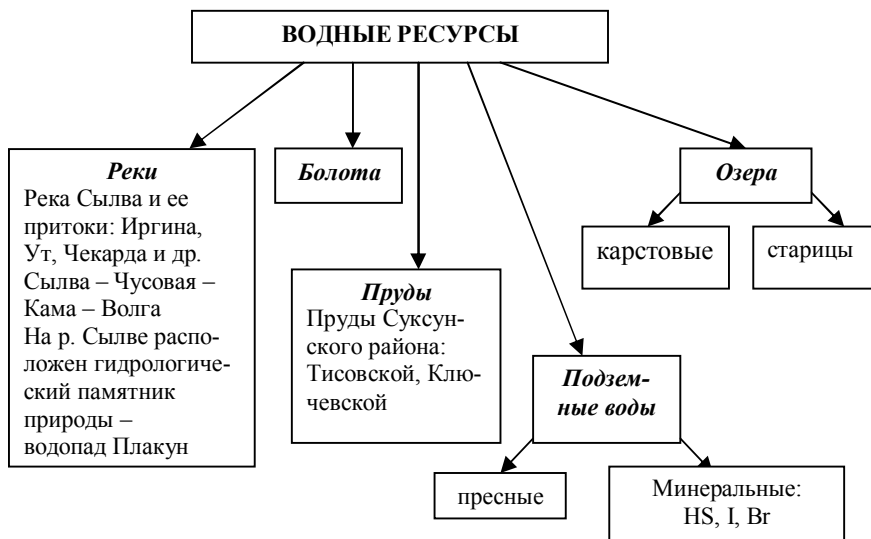 ВОДНЫЕ РЕСУРСЫ
Реки
Река Сылва и ее
притоки: Иргина,
Ут, Чекарда и др.
Сылва – Чусовая –
Кама – Волга
На р. Сылве распо-
ложен гидрологиче-
ский памятник
природы –
водопад Плакун
Болота
Пруды
Пруды Суксун-
ского района:
Тисовской, Клю-
чевской
Подзем-
ные воды
пресные
Минеральные:
HS, I, Br
Озера
карстовые
старицы